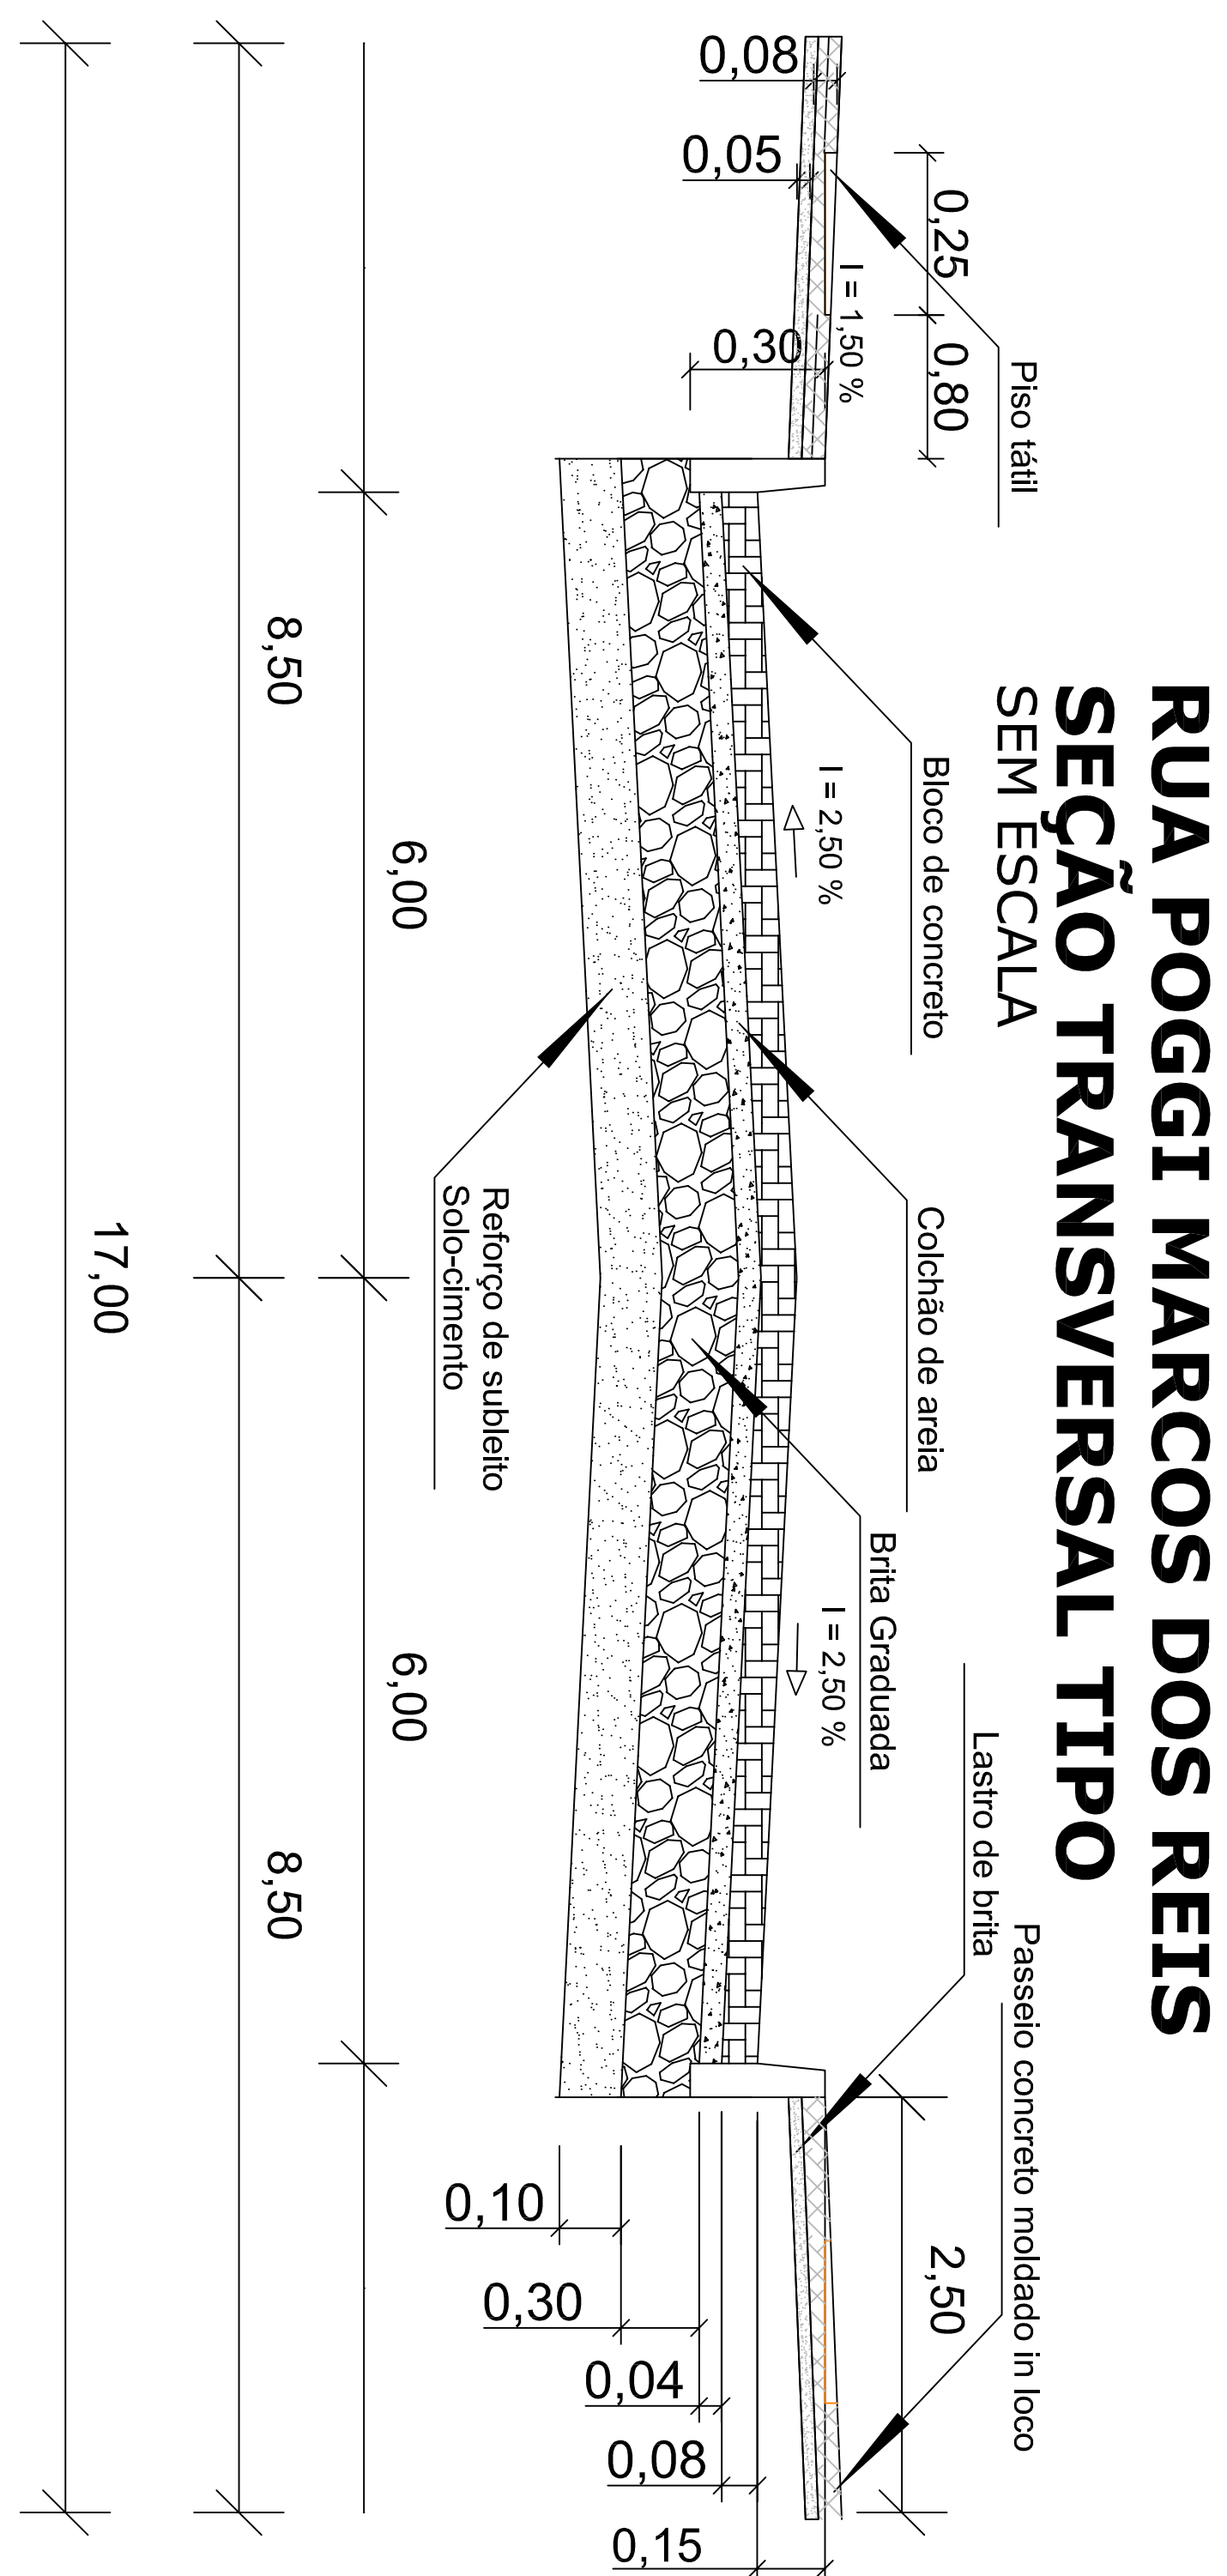 RUA POGGI MARCOS DOS REIS
SEÇÃO TRANSVERSAL TIPO
SEM ESCALA
Piso tátil
Bloco de concreto
Colchão de areia
Brita Graduada
Lastro de brita
Passeio concreto moldado in loco
0,25
0,80
2,50
I = 1,50 %
I = 2,50 %
I = 2,50 %
0,08
0,05
0,30
Reforço de subleito
Solo-cimento
0,10
0,30
0,04
0,08
0,15
6,00
6,00
8,50
8,50
17,00